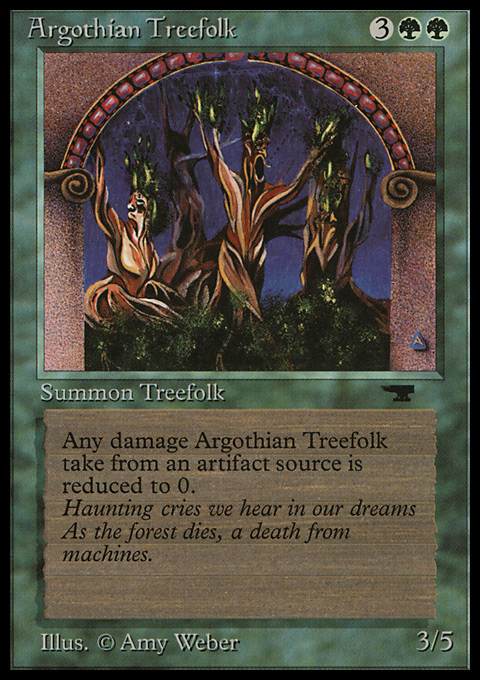 Argothian Treefolk 3
Summon Treefolk
Any damage Argothian Treefolk
take from an artifact source is
reduced to 0.
Haunting cries we hear in our dreams
As the forest dies, a death from
machines.
Illus. © Amy Weber 3/5